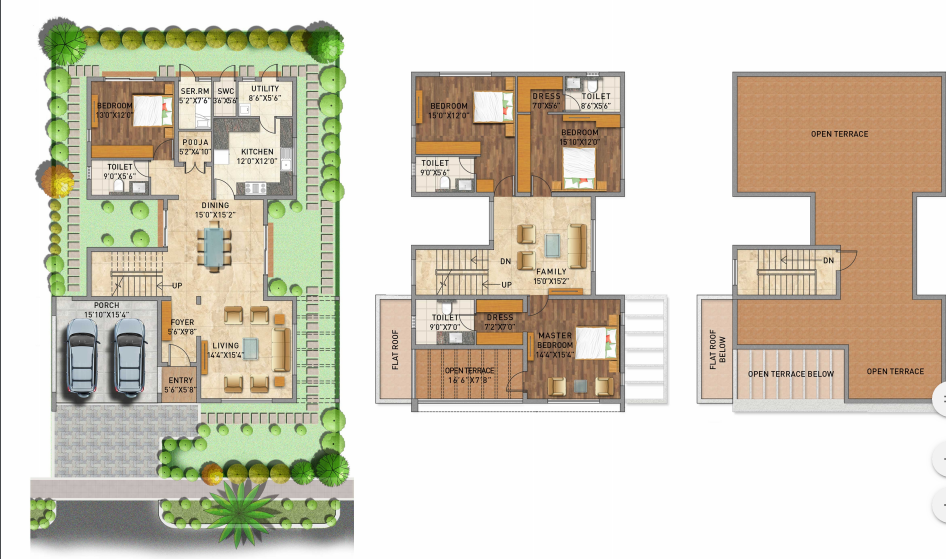 BEDROOM
13'0"X12'0"
SER.RM
5'2"X7'6"
SWC
3'6"X5'6
UTILITY
8'6"X5'6"
POOJA
5'2"X4'10"
KITCHEN
12'0"X12'0"
TOILET
9'0"X5'6"
DINING
15'0"X15'2"
UP
PORCH
15'10"X15'4"
FOYER
5'6"X9'8"
LIVING
14'4"X15'4"
ENTRY
5'6"X5'8"
BEDROOM
15'0"X12'0"
DRESS
7'0"X5'6"
TOILET
8'6"X5'6"
BEDROOM
15'10"X12'0"
TOILET
9'0"X5'6"
DN
UP
FAMILY
15'0"X15'2"
FLAT ROOF
TOILET
9'0"X7'0"
DRESS
7'2"X7'0"
MASTER
BEDROOM
14'4"X15'4"
OPEN TERRACE
16'6"X7'8"
OPEN TERRACE
DN
FLAT ROOF
BELOW
OPEN TERRACE BELOW
OPEN TERRACE